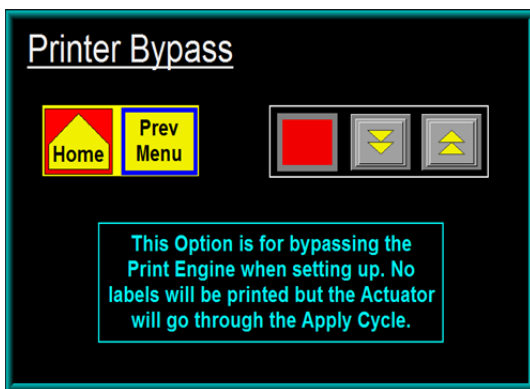 Printer Bypass
Home
Prev
Menu
This Option is for bypassing the
Print Engine when setting up. No
labels will be printed but the Actuator
will go through the Apply Cycle.